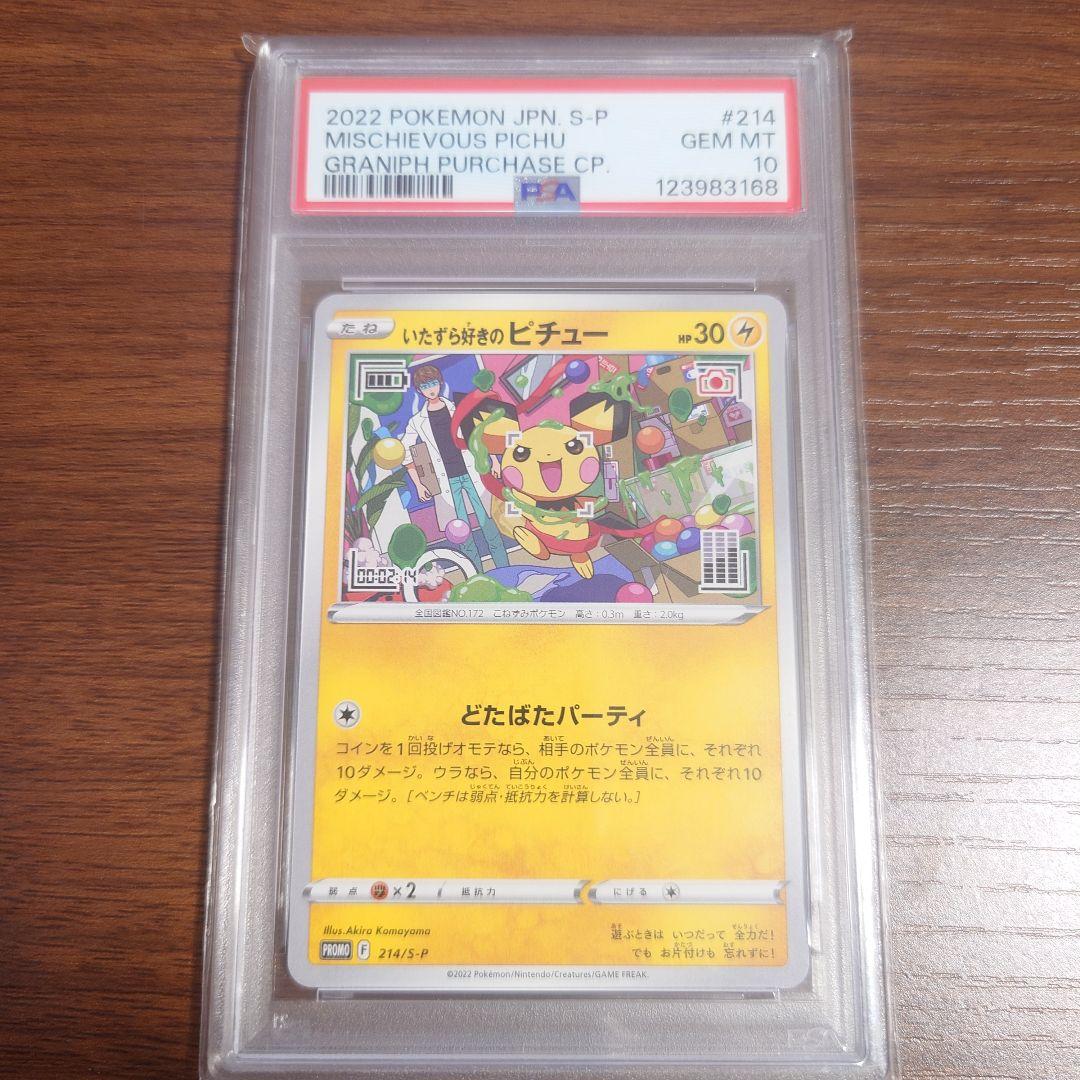 2022 POKEMON JPN. S-P #214
MISCHIEVOUS PICHU GEM MT
GRANIPH PURCHASE CP. 10
PSA 123983168
たね いたずら好きのピチュー HP 30
00:02:14
全国図鑑NO.172 こねずみポケモン 高さ:0.3m 重さ:2.0kg
どたばたパーティ
コインを1回投げオモテなら、相手のポケモン全員に、それぞれ
10ダメージ。ウラなら、自分のポケモン全員に、それぞれ10
ダメージ。[ベンチは弱点・抵抗力を計算しない。]
弱点 ×2 抵抗力 にげる
Illus.Akira Komayama
PROMO F 214/S-P
遊ぶときは いつだって 全力だ!
でも お片付けも 忘れずに!
©2022 Pokémon/Nintendo/Creatures/GAME FREAK.